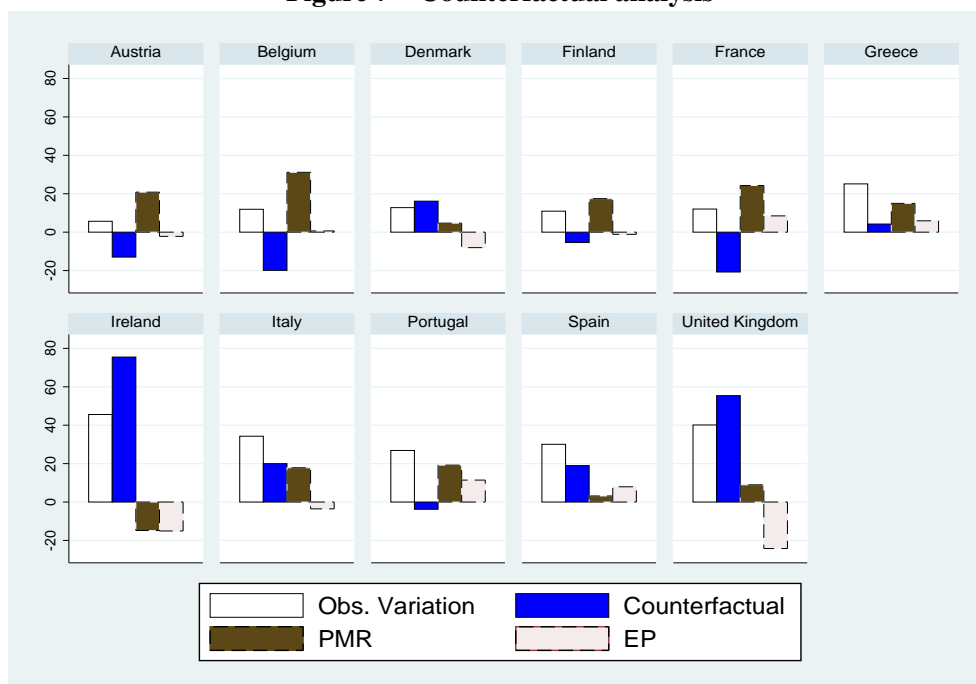 Figure Counterfactual analysis
Austria Belgium Denmark Finland France Greece
80
60
40
20
0
-20
Ireland Italy Portugal Spain United Kingdom
80
60
40
20
0
-20
Obs. Variation Counterfactual
PMR EP